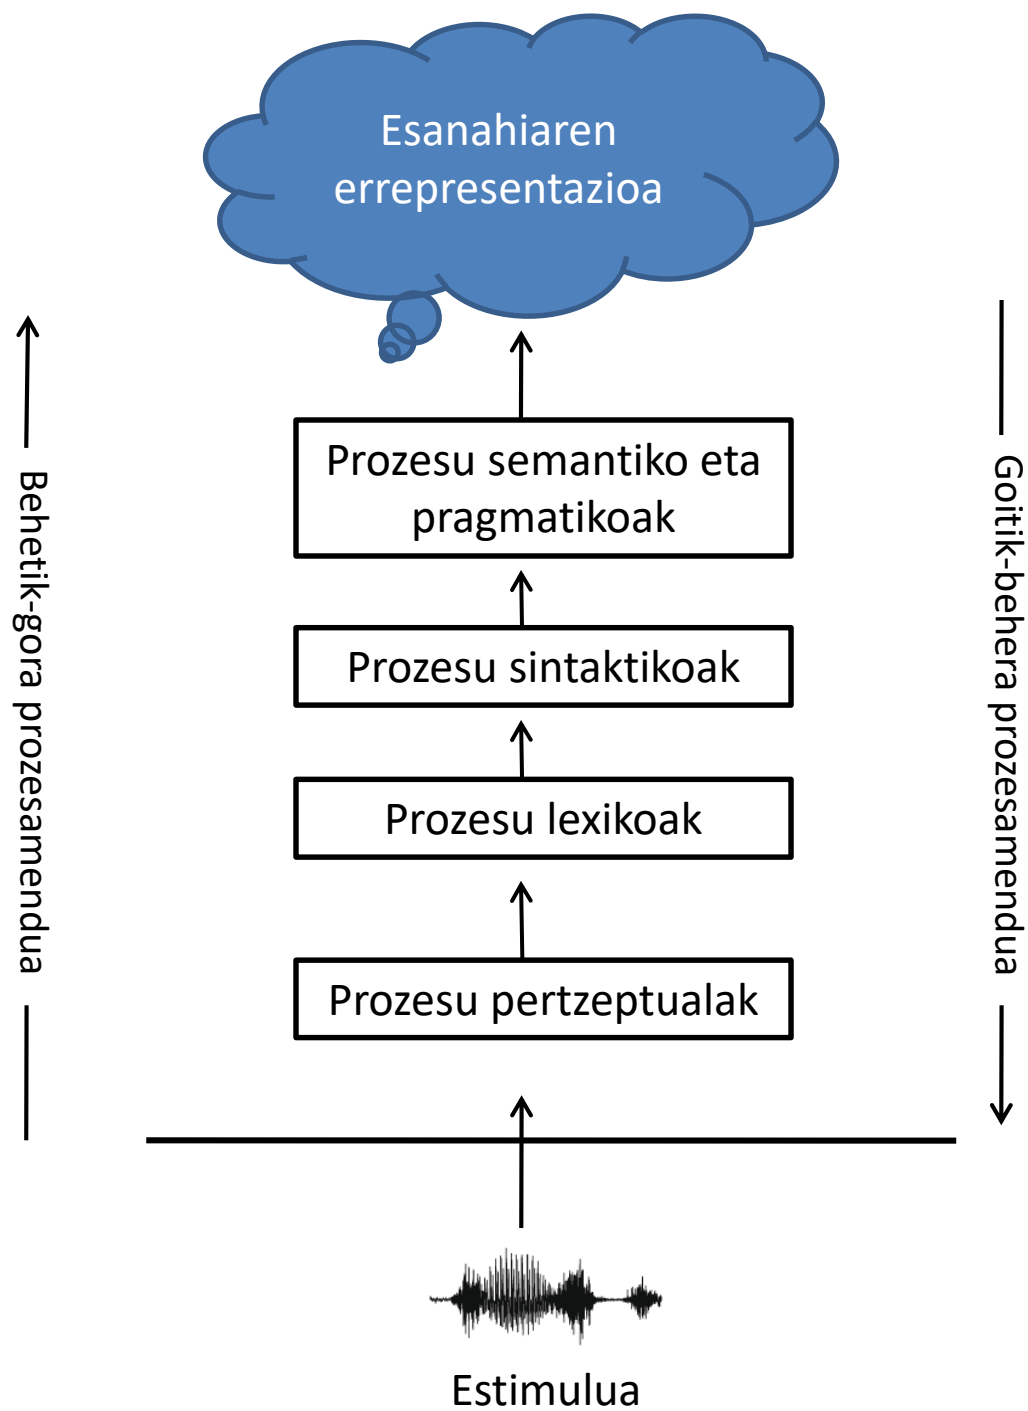 Esanahiaren
errepresentazioa
Prozesu semantiko eta
pragmatikoak
Prozesu sintaktikoak
Prozesu lexikoak
Prozesu pertzeptualak
Estimulua
Behetik-gora prozesamendua
Goitik-behera prozesamendua